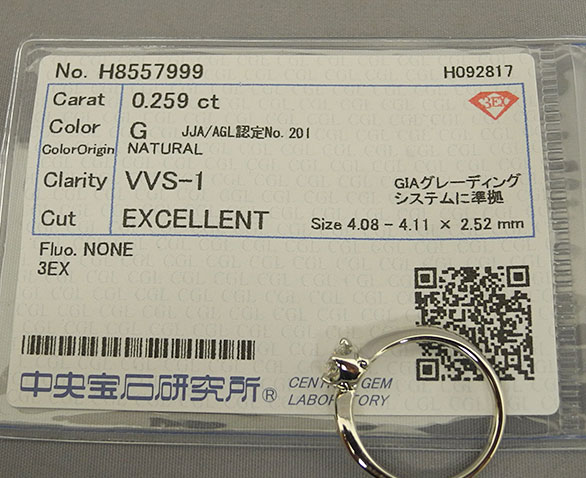 No. H8557999 H092817
Carat 0.259 ct 3EX
Color G JJA/AGL認定No.201
ColorOrigin NATURAL
Clarity VVS-1 GIAグレーディング
システムに準拠
Cut EXCELLENT Size 4.08 - 4.11 × 2.52 mm
Fluo. NONE
3EX
中央宝石研究所® CENTRAL GEM
LABORATORY